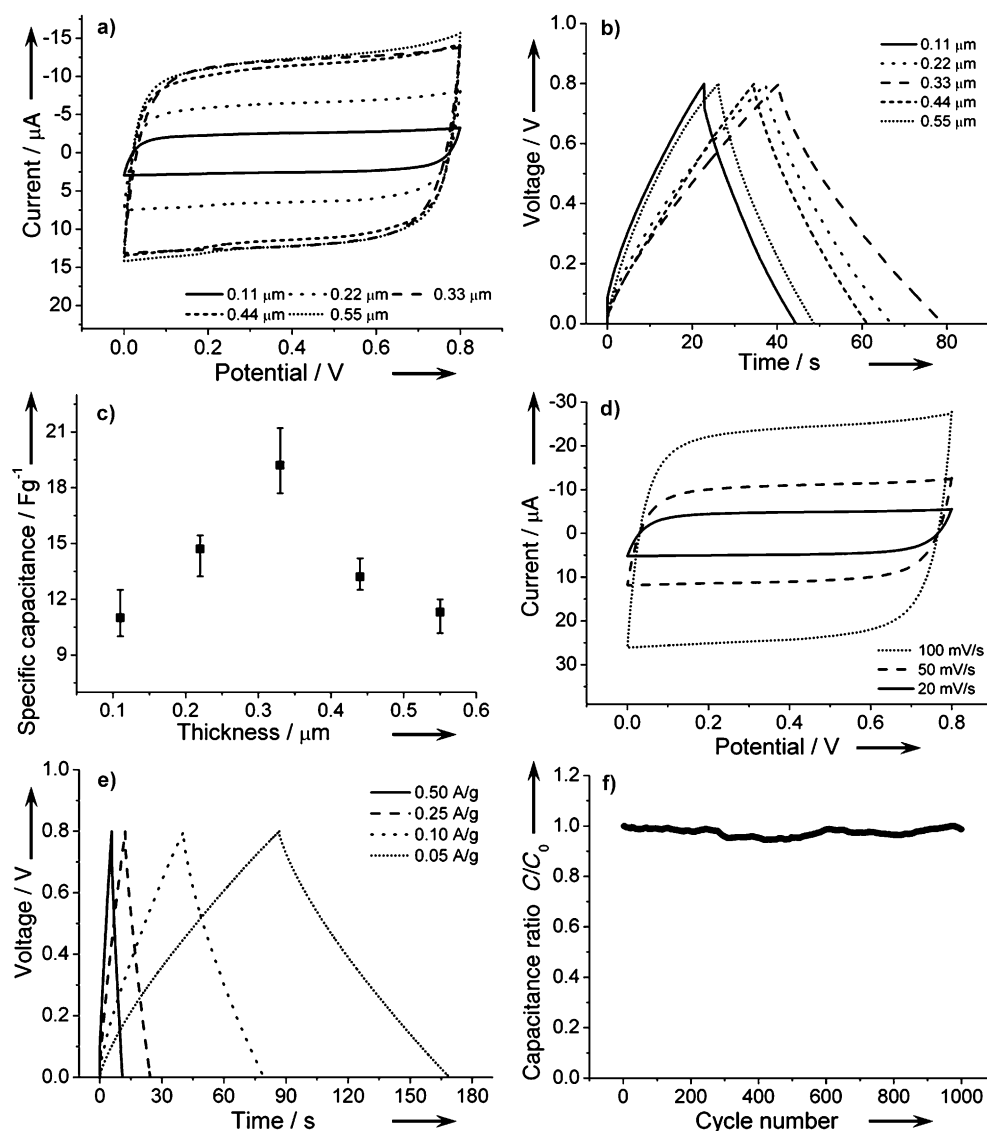 a)
-15
-10
-5
0
5
10
15
20
Current / μA
0.11 μm 0.22 μm 0.33 μm
0.44 μm 0.55 μm
0.0 0.2 0.4 0.6 0.8
Potential / V
b)
0.11 μm
0.22 μm
0.33 μm
0.44 μm
0.55 μm
1.0
0.8
0.6
0.4
0.2
0.0
Voltage / V
0 20 40 60 80
Time / s
c)
21
18
15
12
9
Specific capacitance / Fg⁻¹
0.1 0.2 0.3 0.4 0.5 0.6
Thickness / μm
d)
-30
-20
-10
0
10
20
30
Current / μA
100 mV/s
50 mV/s
20 mV/s
0.0 0.2 0.4 0.6 0.8
Potential / V
e)
0.50 A/g
0.25 A/g
0.10 A/g
0.05 A/g
1.0
0.8
0.6
0.4
0.2
0.0
Voltage / V
0 30 60 90 120 150 180
Time / s
f)
1.2
1.0
0.8
0.6
0.4
0.2
0.0
Capacitance ratio C/C₀
0 200 400 600 800 1000
Cycle number